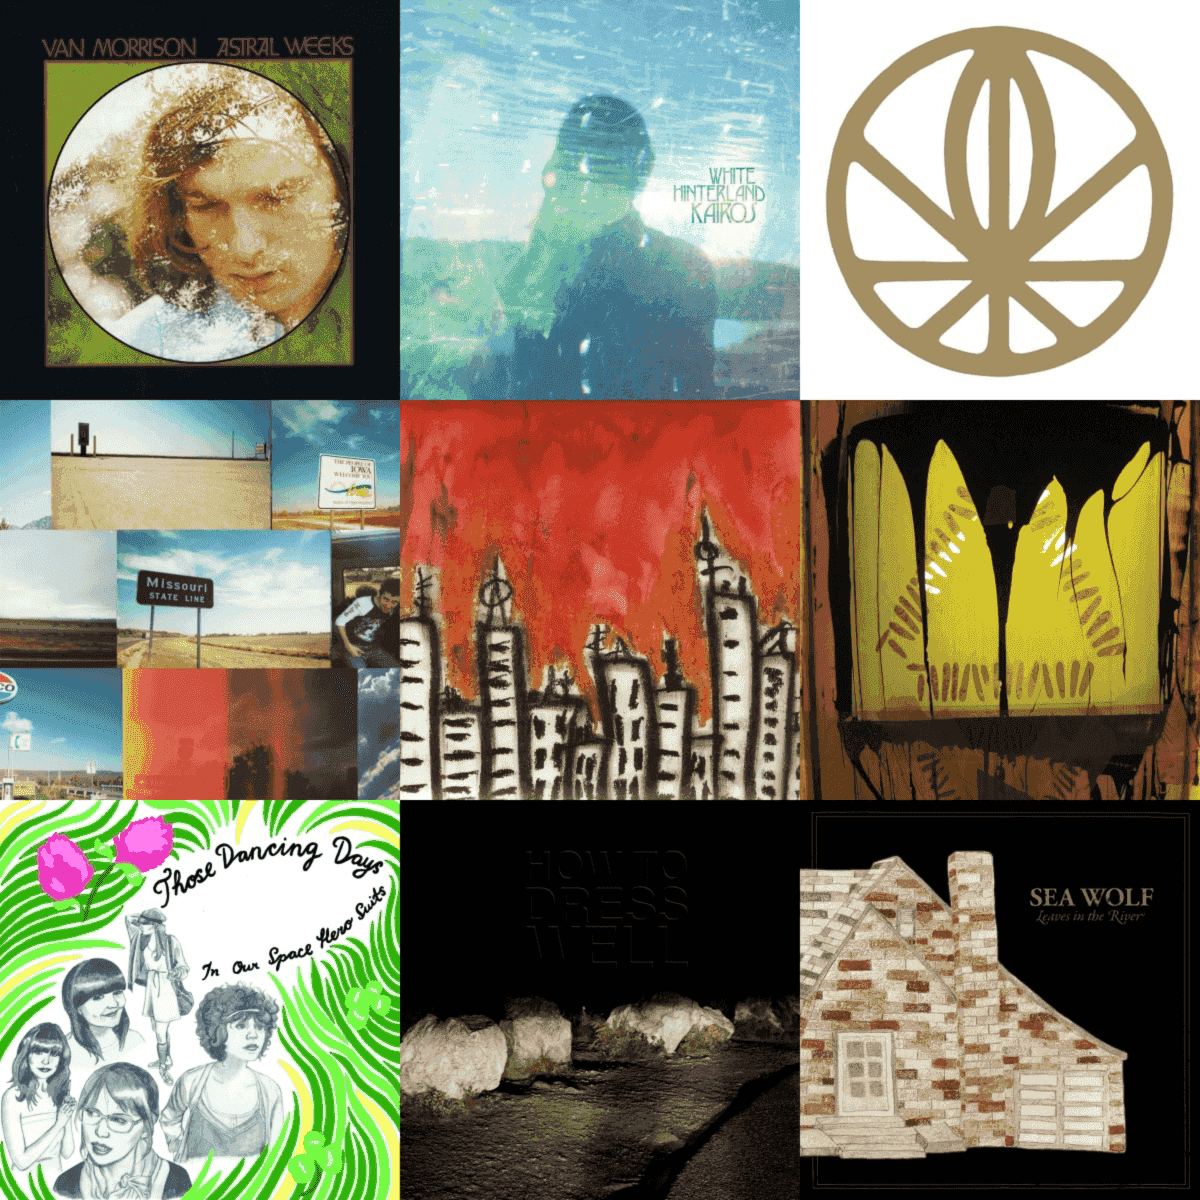 VAN MORRISON ASTRAL WEEKS
WHITE
HINTERLAND
KAIROS
THE PEOPLE OF
IOWA
WELCOME YOU
Missouri
STATE LINE
CO
Those Dancing Days
In Our Space Hero Suits
HOW TO
DRESS
WELL
SEA WOLF
Leaves in the River